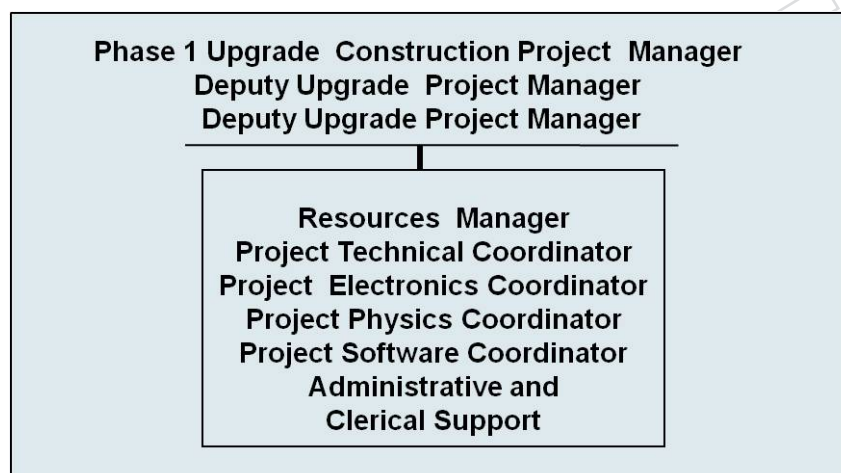 Phase 1 Upgrade Construction Project Manager
Deputy Upgrade Project Manager
Deputy Upgrade Project Manager
Resources Manager
Project Technical Coordinator
Project Electronics Coordinator
Project Physics Coordinator
Project Software Coordinator
Administrative and
Clerical Support